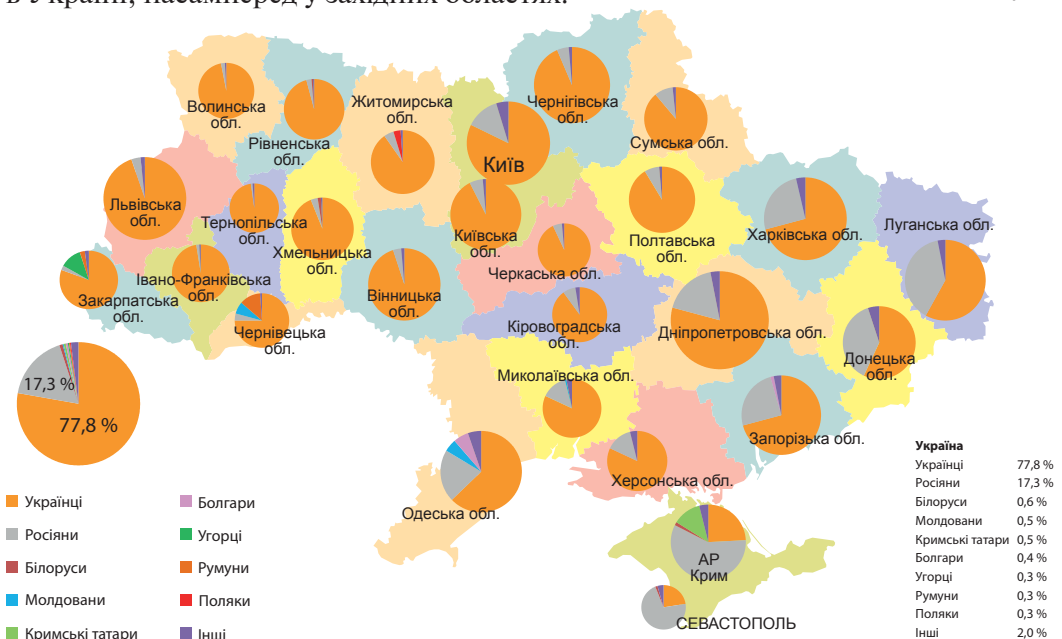 в Україні, насамперед у західних областях.
Волинська
обл.
Рівненська
обл.
Житомирська
обл.
Чернігівська
обл.
Сумська обл.
Київ
Львівська
обл.
Тернопільська
обл.
Хмельницька
обл.
Київська
обл.
Полтавська
обл.
Харківська обл.
Луганська обл.
Закарпатська
обл.
Івано-Франківська
обл.
Чернівецька
обл.
Вінницька
обл.
Черкаська обл.
Кіровоградська
обл.
Дніпропетровська обл.
Донецька
обл.
Миколаївська обл.
Запорізька обл.
Херсонська обл.
Одеська обл.
АР
Крим
СЕВАСТОПОЛЬ
17,3 %
77,8 %
Українці
Росіяни
Білоруси
Молдовани
Кримські татари
Болгари
Угорці
Румуни
Поляки
Інші
Україна
Українці 77,8 %
Росіяни 17,3 %
Білоруси 0,6 %
Молдовани 0,5 %
Кримські татари 0,5 %
Болгари 0,4 %
Угорці 0,3 %
Румуни 0,3 %
Поляки 0,3 %
Інші 2,0 %